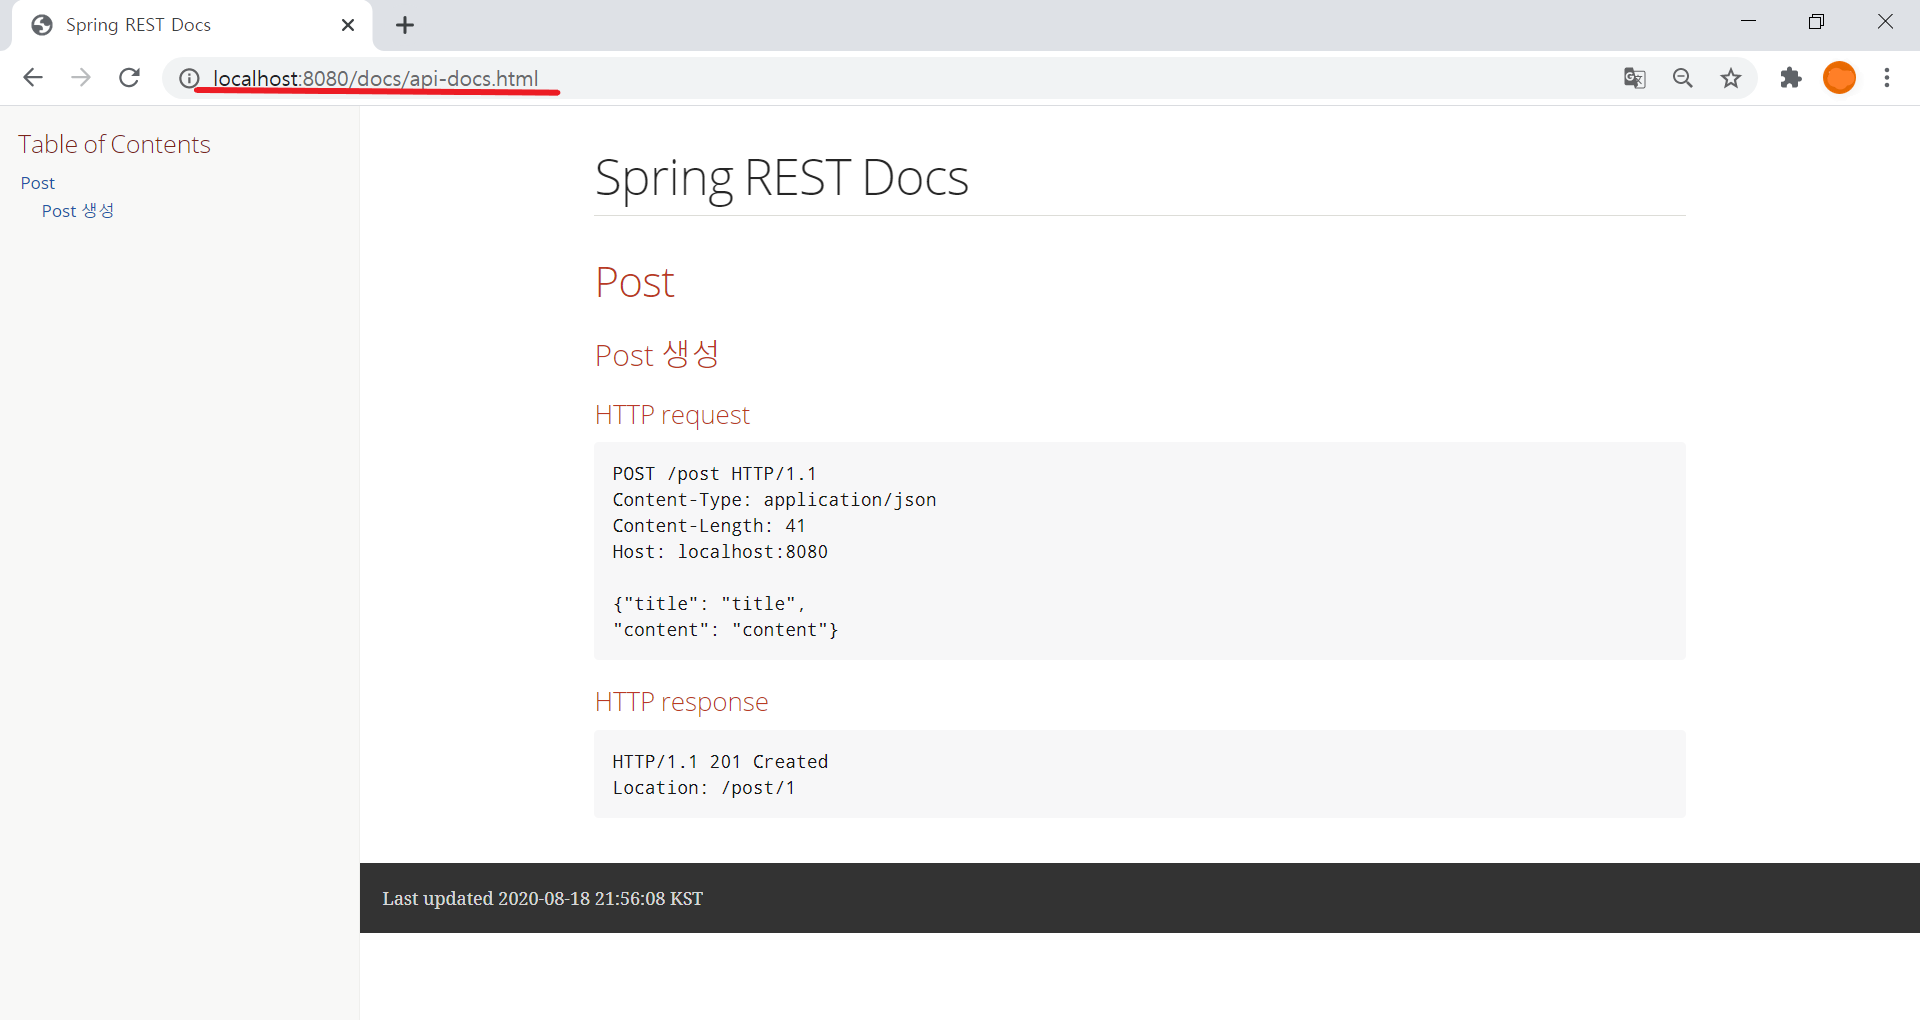 Spring REST Docs
localhost:8080/docs/api-docs.html
Table of Contents
Post
Post 생성
Spring REST Docs
Post
Post 생성
HTTP request
POST /post HTTP/1.1
Content-Type: application/json
Content-Length: 41
Host: localhost:8080
{"title": "title",
"content": "content"}
HTTP response
HTTP/1.1 201 Created
Location: /post/1
Last updated 2020-08-18 21:56:08 KST